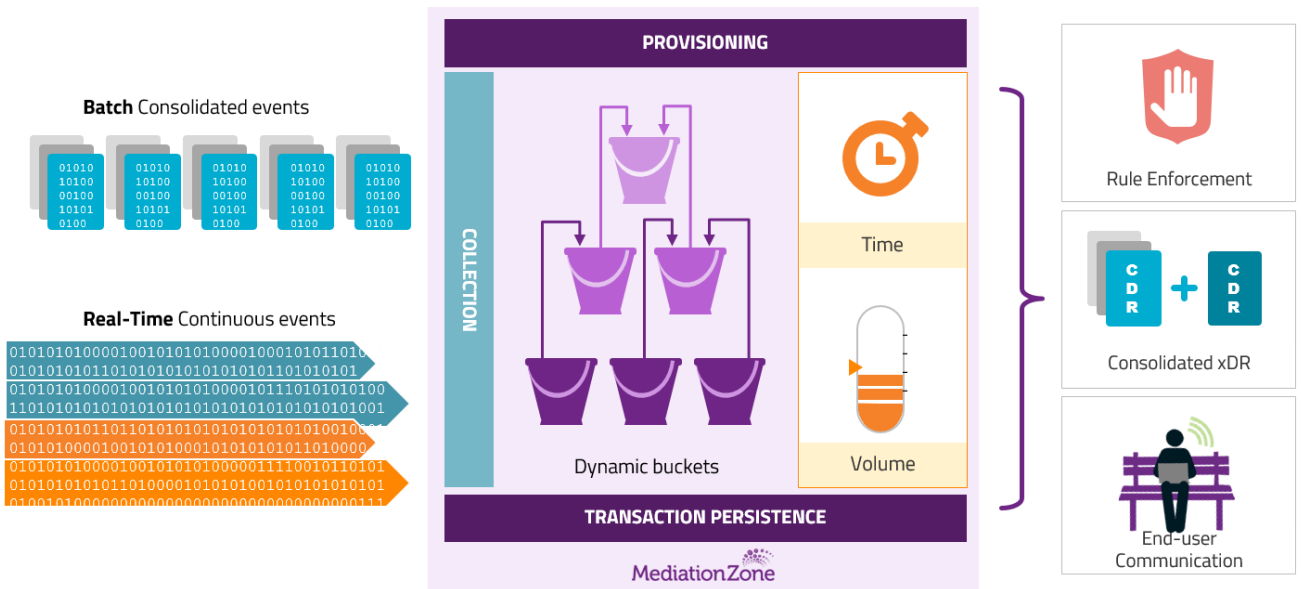 Batch Consolidated events
01010 01010 01010 01010 01010
10100 10100 10100 10100 10100
00100 00100 00100 00100 00100
10101 10101 10101 10101 10101
0100 0100 0100 0100 0100
Real-Time Continuous events
PROVISIONING
COLLECTION
Dynamic buckets
Time
Volume
TRANSACTION PERSISTENCE
MediationZone
Rule Enforcement
CDR + CDR
Consolidated xDR
End-user
Communication